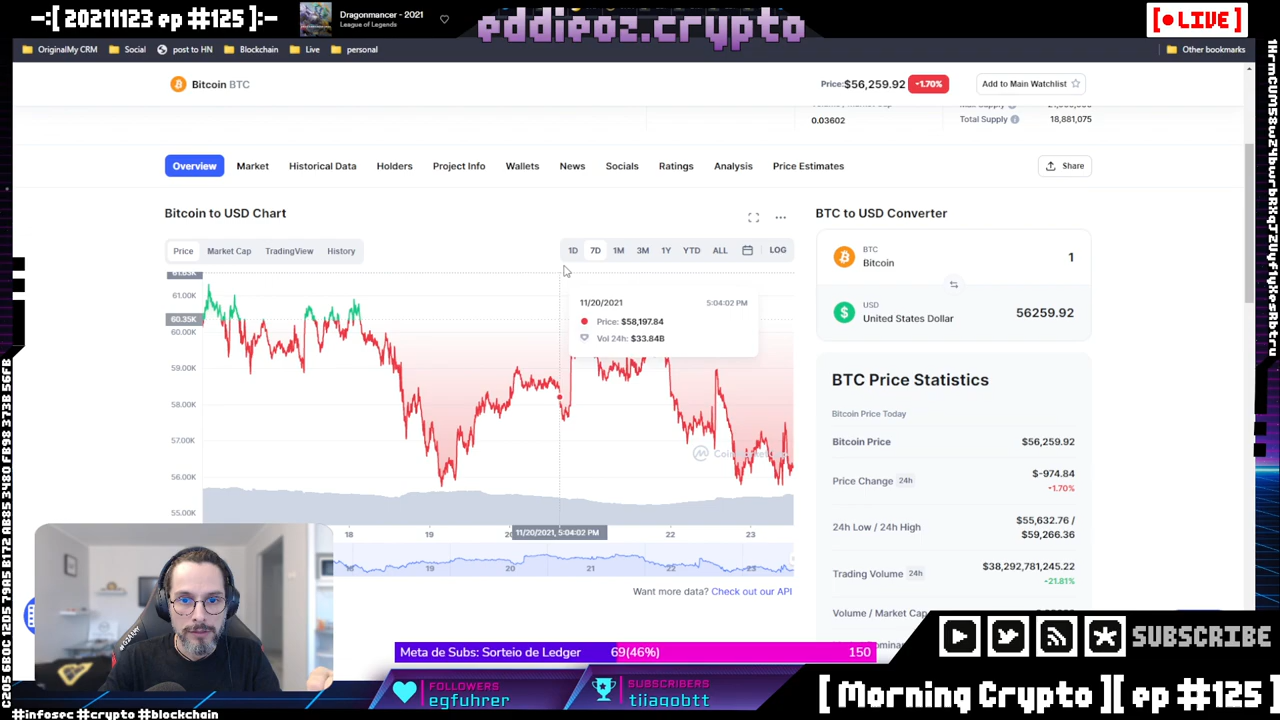 -:[ 20211123 ep #125 ]:-
Dragonmancer - 2021
League of Legends
eddieoz.crypto
[ LIVE ]
OriginalMy CRM
Social
post to HN
Blockchain
Live
personal
Other bookmarks
Bitcoin BTC
Price:$56,259.92
-1.70%
Add to Main Watchlist
0.03602
Total Supply
18,881,075
Overview
Market
Historical Data
Holders
Project Info
Wallets
News
Socials
Ratings
Analysis
Price Estimates
Share
Bitcoin to USD Chart
Price
Market Cap
TradingView
History
1D
7D
1M
3M
1Y
YTD
ALL
LOG
61.00K
60.35K
60.00K
59.00K
58.00K
57.00K
56.00K
55.00K
11/20/2021
5:04:02 PM
Price: $58,197.84
Vol 24h: $33.84B
18
19
11/20/2021, 5:04:02 PM
22
23
18
19
20
21
22
23
Want more data? Check out our API
BTC to USD Converter
BTC
Bitcoin
1
USD
United States Dollar
56259.92
BTC Price Statistics
Bitcoin Price Today
Bitcoin Price
$56,259.92
Price Change 24h
$-974.84
-1.70%
24h Low / 24h High
$55,632.76 /
$59,266.36
Trading Volume 24h
$38,292,781,245.22
+21.81%
Volume / Market Cap
Meta de Subs: Sorteio de Ledger
69(46%)
150
FOLLOWERS
egfuhrer
SUBSCRIBERS
tiiagobtt
SUBSCRIBE
[ Morning Crypto ][ ep #125 ]
#infosec #crypto #blockchain